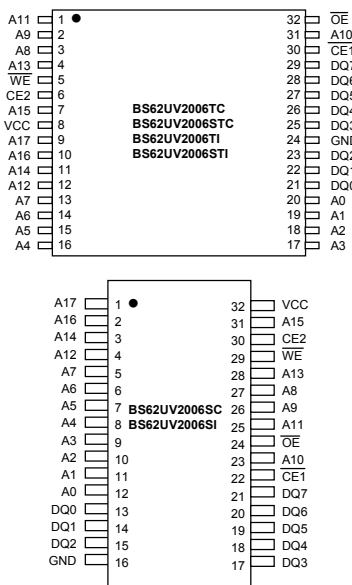 A11 1 32 OE
A9 2 31 A10
A8 3 30 CE1
A13 4 29 DQ7
WE 5 28 DQ6
CE2 6 27 DQ5
A15 7 BS62UV2006TC 26 DQ4
VCC 8 BS62UV2006STC 25 DQ3
A17 9 BS62UV2006TI 24 GND
A16 10 BS62UV2006STI 23 DQ2
A14 11 22 DQ1
A12 12 21 DQ0
A7 13 20 A0
A6 14 19 A1
A5 15 18 A2
A4 16 17 A3
A17 1 32 VCC
A16 2 31 A15
A14 3 30 CE2
A12 4 29 WE
A7 5 28 A13
A6 6 27 A8
A5 7 BS62UV2006SC 26 A9
A4 8 BS62UV2006SI 25 A11
A3 9 24 OE
A2 10 23 A10
A1 11 22 CE1
A0 12 21 DQ7
DQ0 13 20 DQ6
DQ1 14 19 DQ5
DQ2 15 18 DQ4
GND 16 17 DQ3